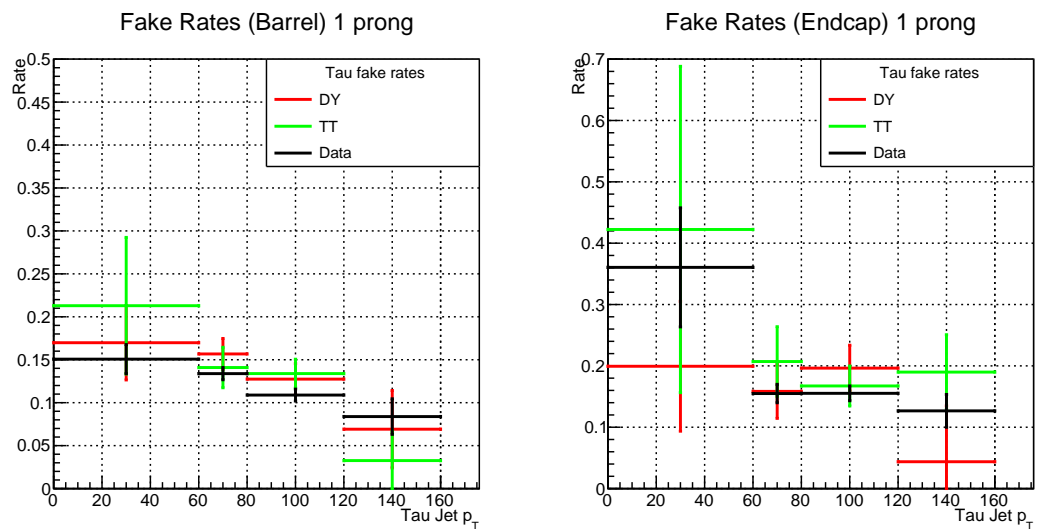 Fake Rates (Barrel) 1 prong
Rate
0.5
0.45
0.4
0.35
0.3
0.25
0.2
0.15
0.1
0.05
0
Tau fake rates
DY
TT
Data
0 20 40 60 80 100 120 140 160
Tau Jet p_T
Fake Rates (Endcap) 1 prong
Rate
0.7
0.6
0.5
0.4
0.3
0.2
0.1
0
Tau fake rates
DY
TT
Data
0 20 40 60 80 100 120 140 160
Tau Jet p_T